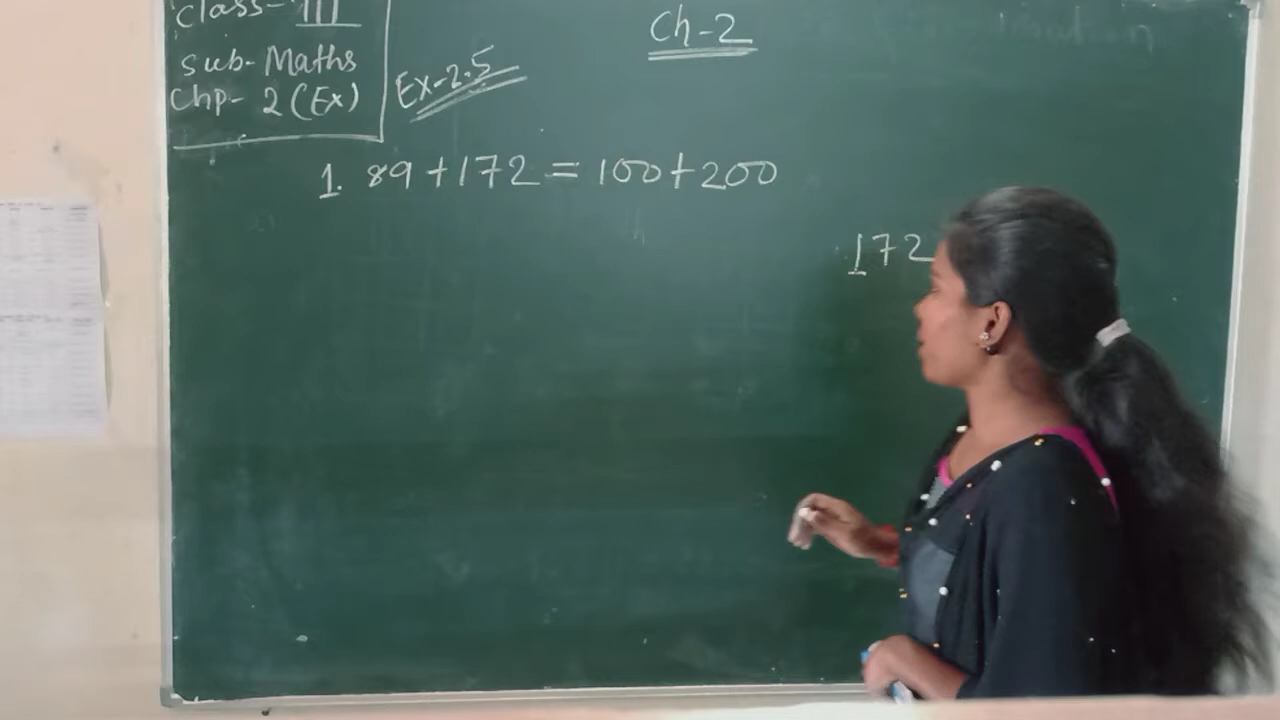 Class- III
Sub- Maths
Chp- 2 (Ex)
Ex-2.5
Ch-2
1. 89+172 = 100+200
172